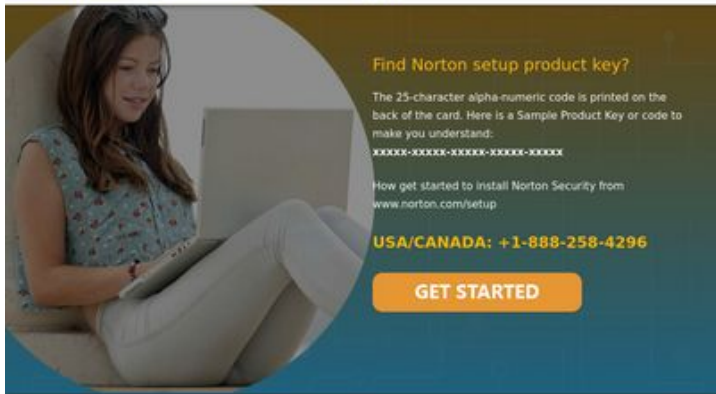 Find Norton setup product key?
The 25-character alpha-numeric code is printed on the
back of the card. Here is a Sample Product Key or code to
make you understand:
xxxxx-xxxxx-xxxxx-xxxxx-xxxxx
How get started to install Norton Security from
www.norton.com/setup
USA/CANADA: +1-888-258-4296
GET STARTED